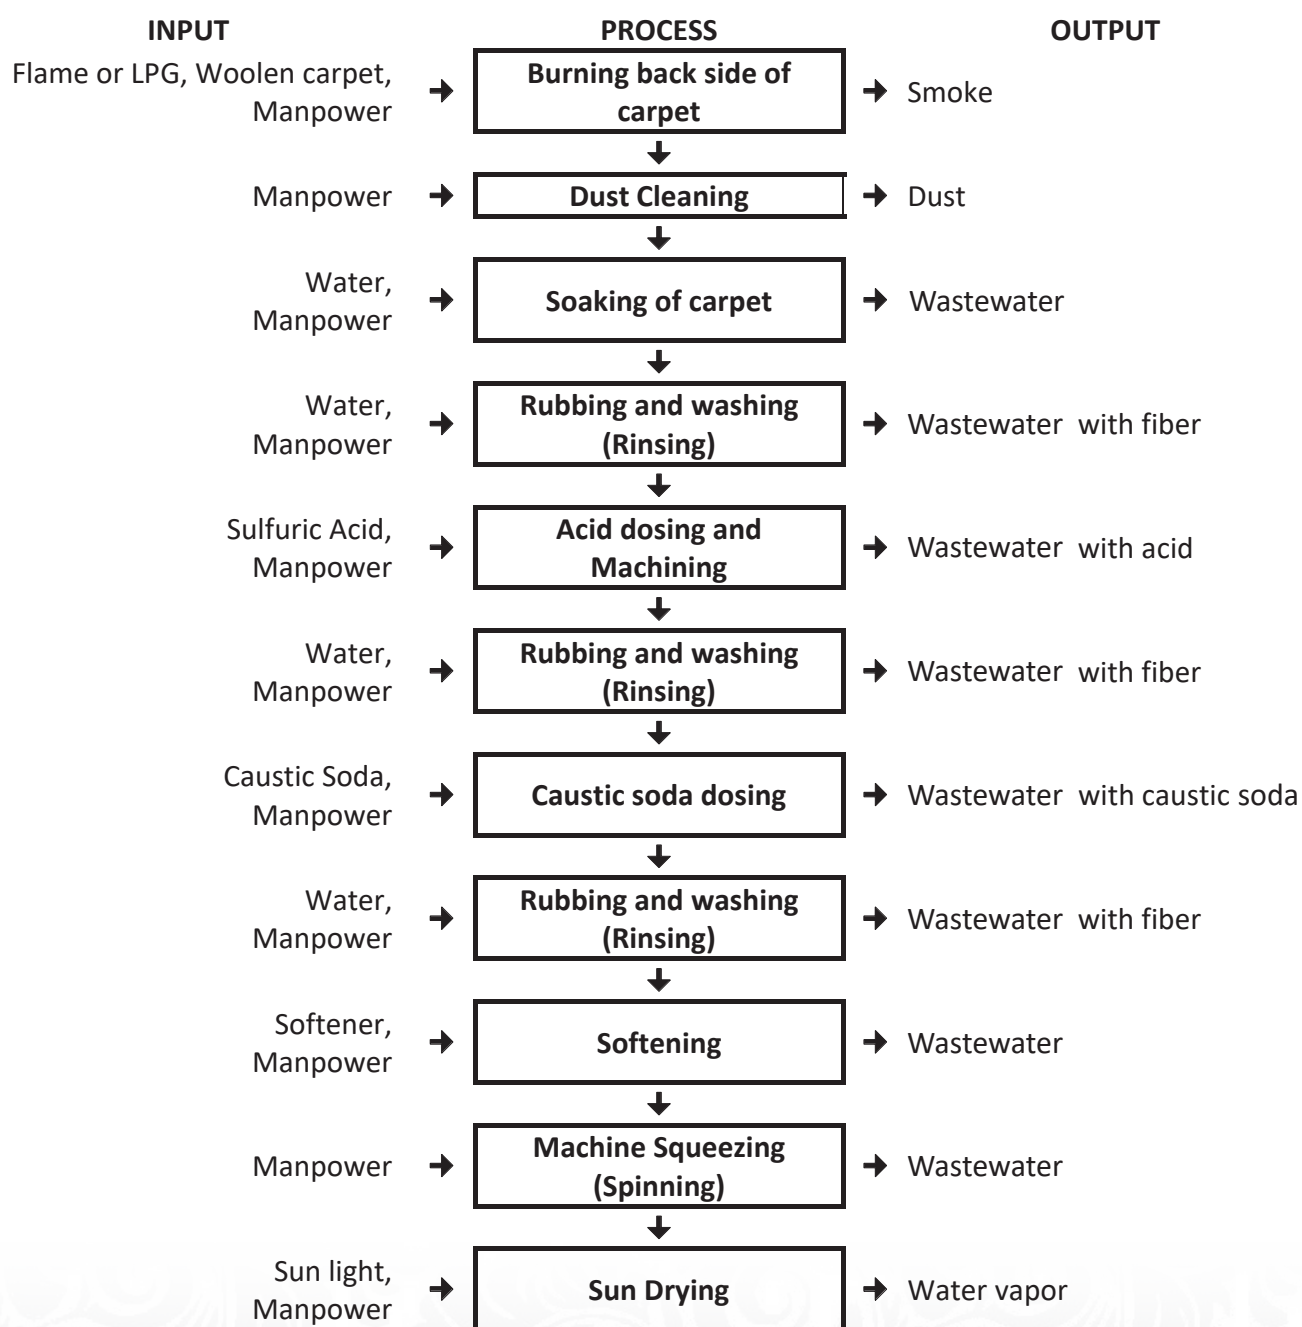 INPUT PROCESS OUTPUT
Flame or LPG, Woolen carpet,
Manpower
Burning back side of
carpet
Smoke
Manpower
Dust Cleaning
Dust
Water,
Manpower
Soaking of carpet
Wastewater
Water,
Manpower
Rubbing and washing
(Rinsing)
Wastewater with fiber
Sulfuric Acid,
Manpower
Acid dosing and
Machining
Wastewater with acid
Water,
Manpower
Rubbing and washing
(Rinsing)
Wastewater with fiber
Caustic Soda,
Manpower
Caustic soda dosing
Wastewater with caustic soda
Water,
Manpower
Rubbing and washing
(Rinsing)
Wastewater with fiber
Softener,
Manpower
Softening
Wastewater
Manpower
Machine Squeezing
(Spinning)
Wastewater
Sun light,
Manpower
Sun Drying
Water vapor